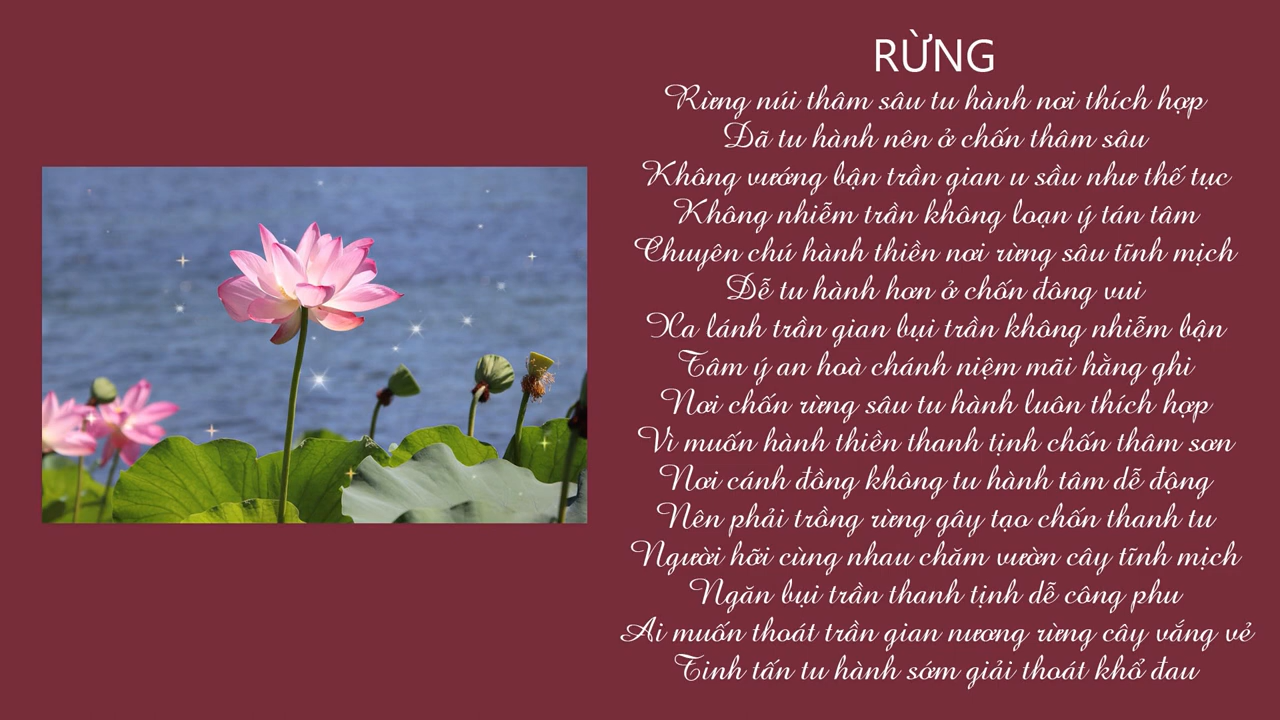 RỪNG
Rừng núi thâm sâu tu hành nơi thích hợp
Đã tu hành nên ở chốn thâm sâu
Không vướng bận trần gian u sầu như thế tục
Không nhiễm trần không loạn ý tán tâm
Chuyên chú hành thiền nơi rừng sâu tĩnh mịch
Dễ tu hành hơn ở chốn đông vui
Xa lánh trần gian bụi trần không nhiễm bận
Tâm ý an hoà chánh niệm mãi hằng ghi
Nơi chốn rừng sâu tu hành luôn thích hợp
Vì muốn hành thiền thanh tịnh chốn thâm sơn
Nơi cánh đồng không tu hành tâm dễ động
Nên phải trồng rừng gây tạo chốn thanh tu
Người hỡi cùng nhau chăm vườn cây tĩnh mịch
Ngăn bụi trần thanh tịnh dễ công phu
Ai muốn thoát trần gian nương rừng cây vắng vẻ
Tinh tấn tu hành sớm giải thoát khổ đau